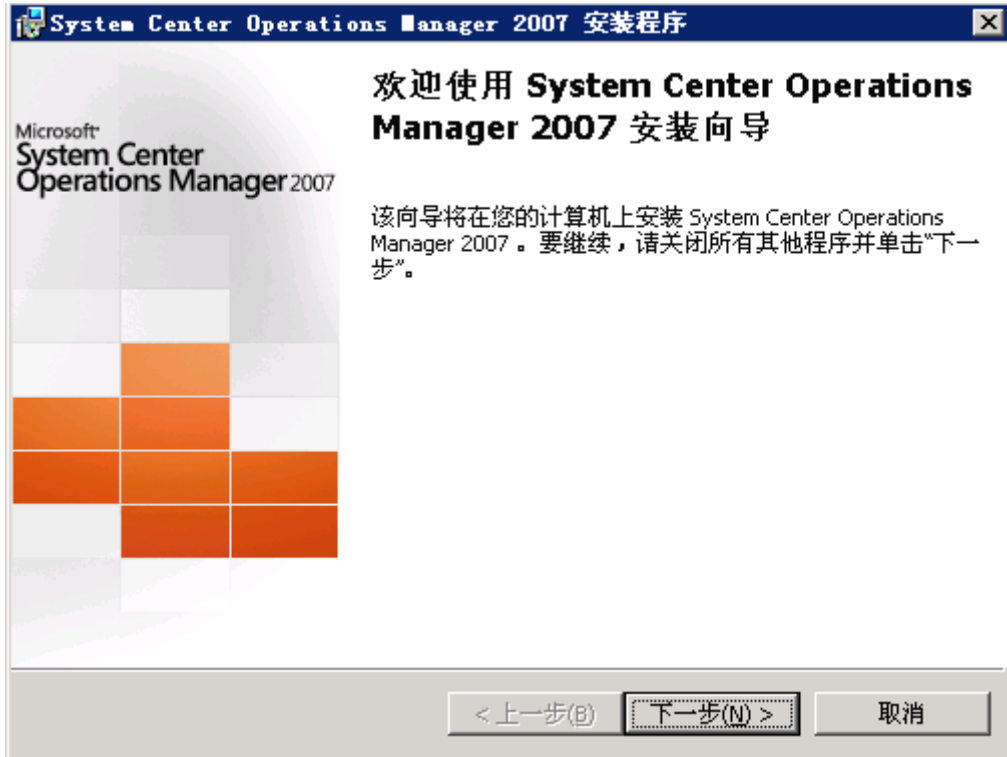 System Center Operations Manager 2007 安装程序
欢迎使用 System Center Operations
Manager 2007 安装向导
Microsoft
System Center
Operations Manager 2007
该向导将在您的计算机上安装 System Center Operations
Manager 2007 。要继续，请关闭所有其他程序并单击“下一
步”。
<上一步(B)
下一步(N) >
取消